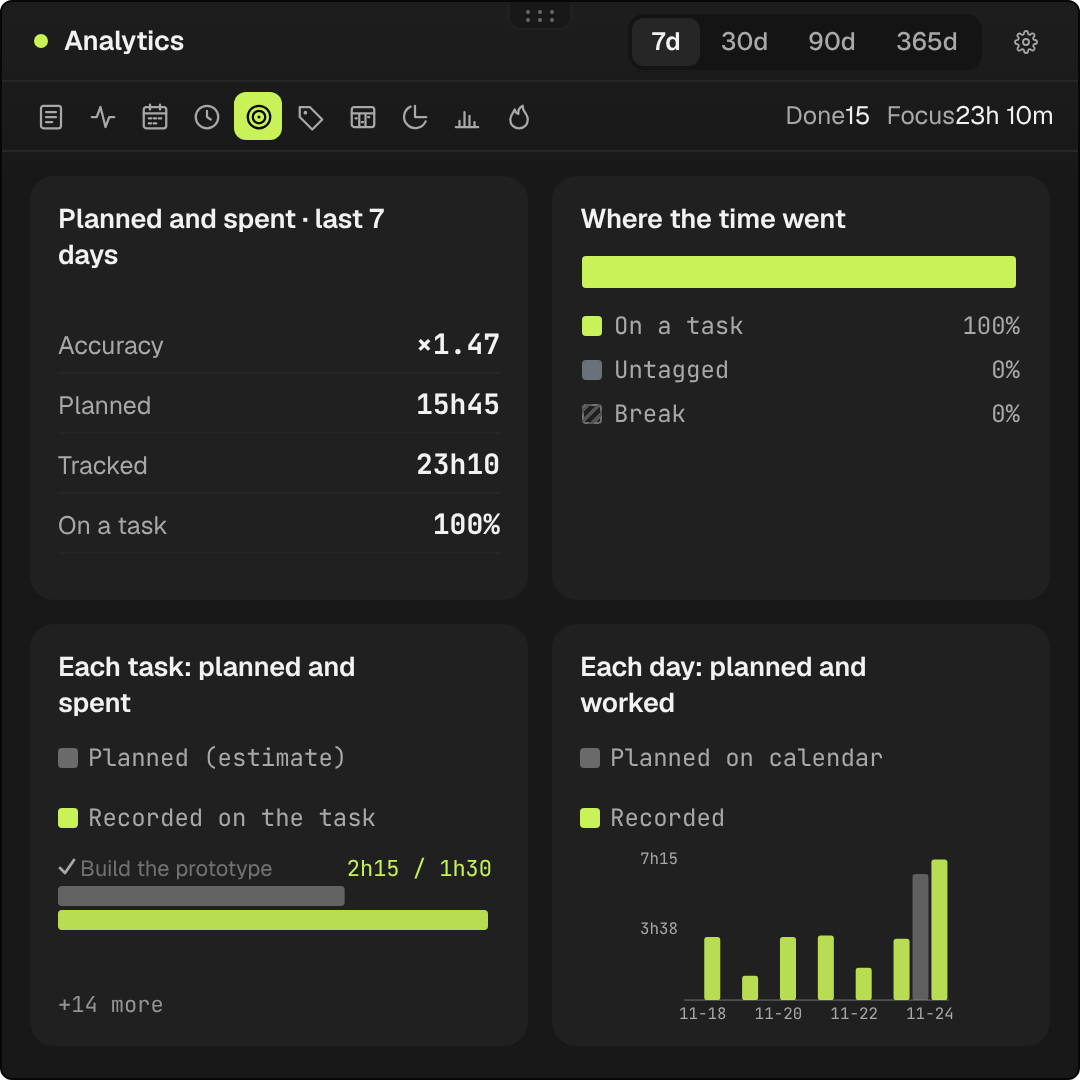 Analytics
7d 30d 90d 365d
Done15 Focus23h 10m
Planned and spent · last 7
days
Accuracy ×1.47
Planned 15h45
Tracked 23h10
On a task 100%
Where the time went
On a task 100%
Untagged 0%
Break 0%
Each task: planned and
spent
Planned (estimate)
Recorded on the task
Build the prototype 2h15 / 1h30
+14 more
Each day: planned and
worked
Planned on calendar
Recorded
7h15
3h38
11-18 11-20 11-22 11-24